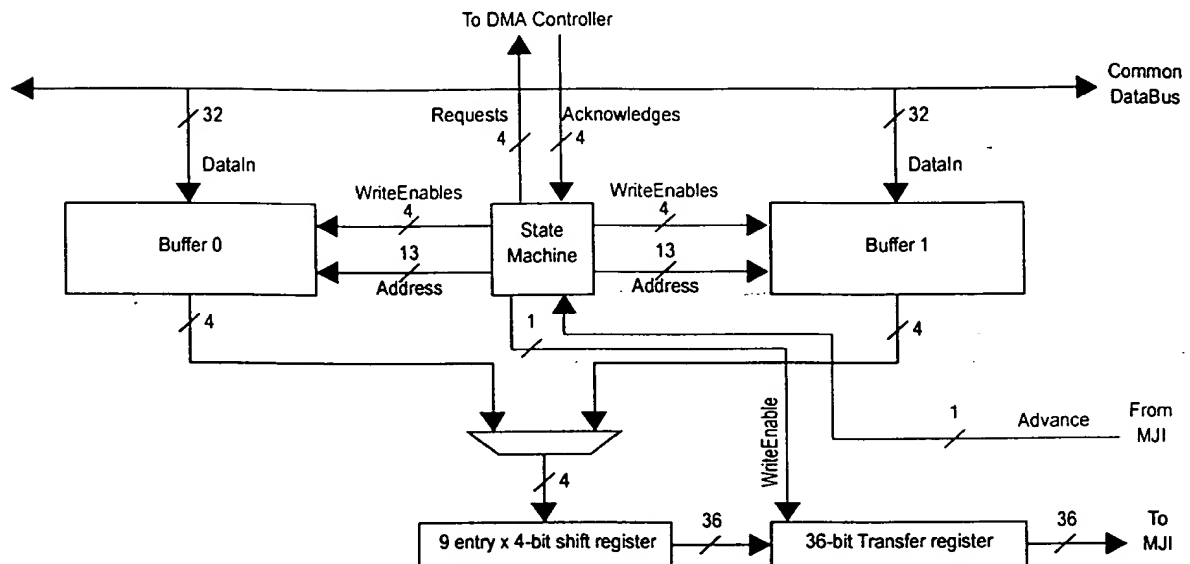 To DMA Controller
Common
DataBus
32
Requests
4
Acknowledges
4
32
DataIn
DataIn
WriteEnables
4
WriteEnables
4
Buffer 0
State
Machine
Buffer 1
13
Address
13
Address
4
1
4
1
Advance
From
MJI
WriteEnable
4
9 entry x 4-bit shift register
36
36-bit Transfer register
36
To
MJI